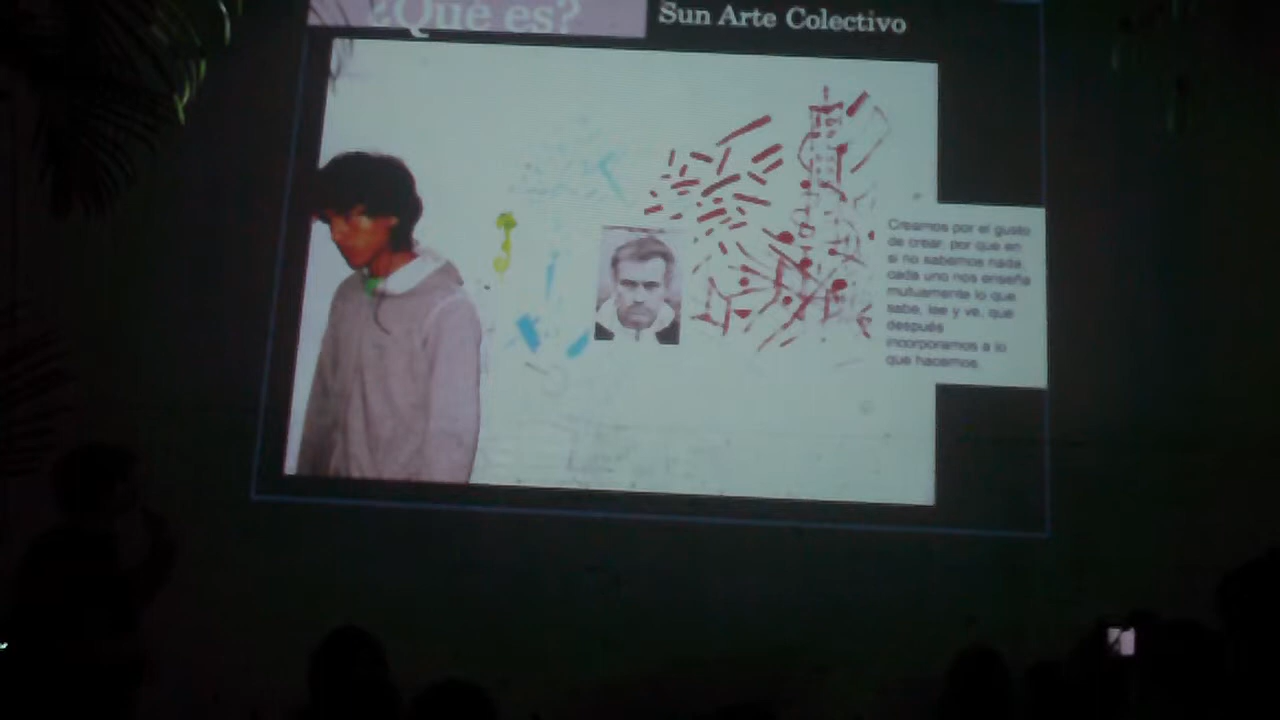 ¿Qué es?
Sun Arte Colectivo
Creamos por el gusto
de crear, por que en
si no sabemos nada,
cada uno nos enseña
mutuamente lo que
sabe, lee y ve, que
después
incorporamos a lo
que hacemos.